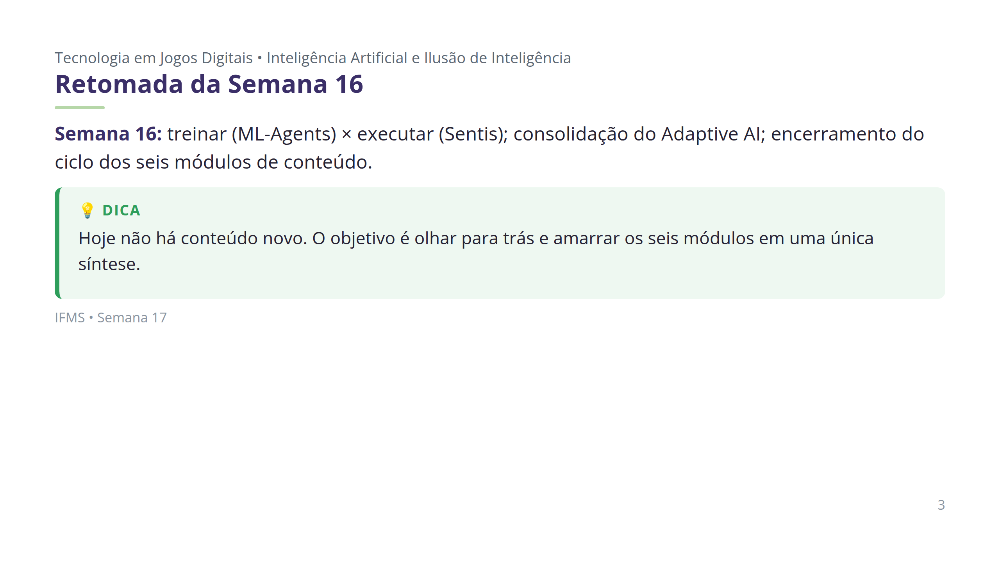 Tecnologia em Jogos Digitais • Inteligência Artificial e Ilusão de Inteligência
Retomada da Semana 16
Semana 16: treinar (ML-Agents) × executar (Sentis); consolidação do Adaptive AI; encerramento do
ciclo dos seis módulos de conteúdo.
💡 DICA
Hoje não há conteúdo novo. O objetivo é olhar para trás e amarrar os seis módulos em uma única
síntese.
IFMS • Semana 17
3